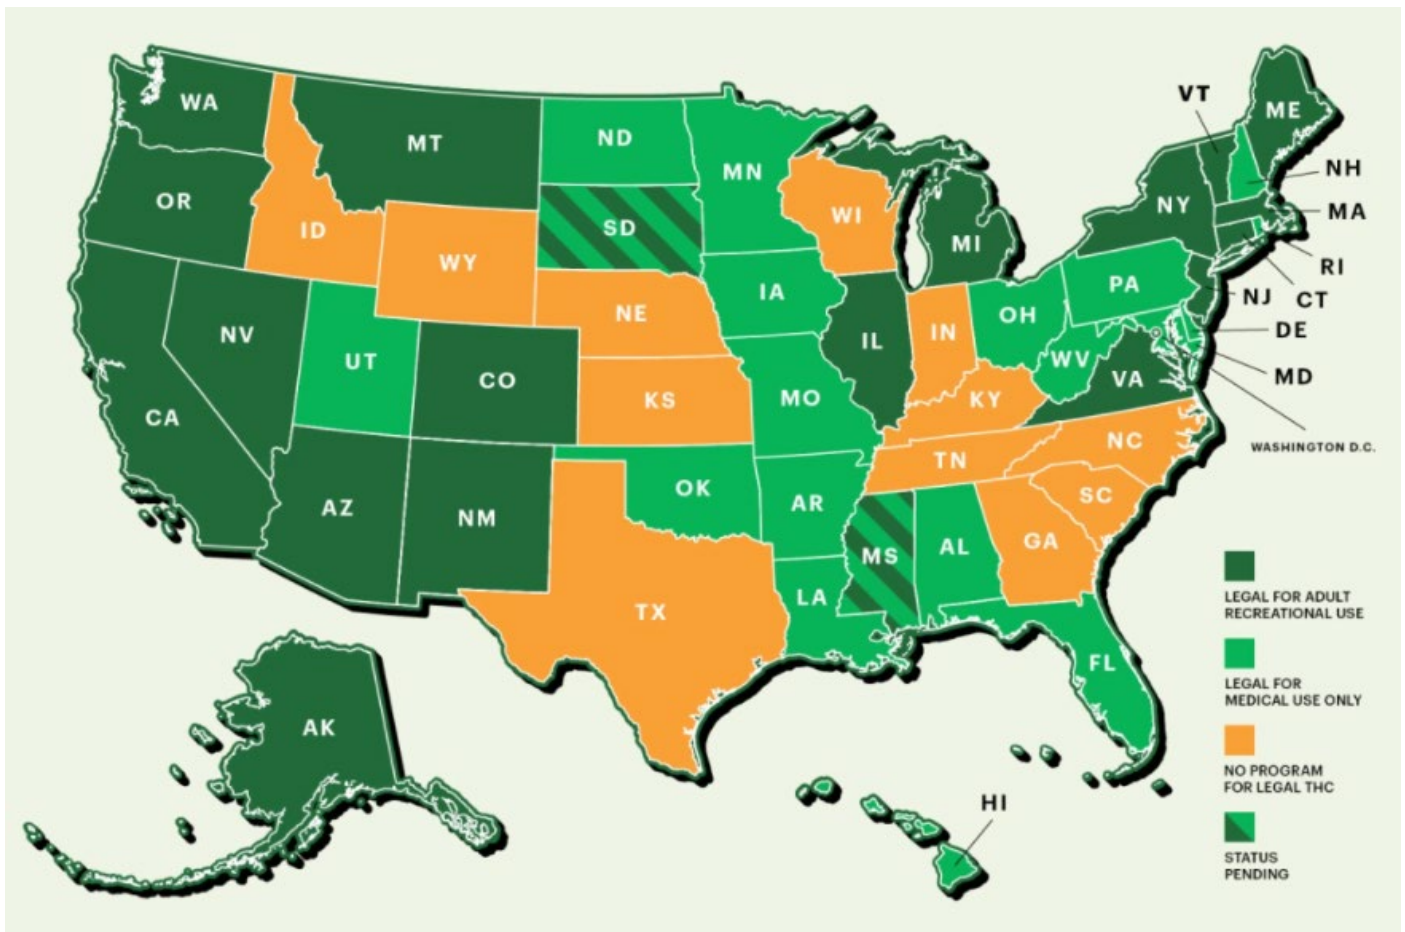 WA
MT
ND
MN
OR
ID
WY
SD
WI
MI
VT
ME
NH
NY
MA
RI
NJ
CT
PA
DE
MD
WASHINGTON D.C.
NV
UT
CO
NE
IA
IL
IN
OH
WV
VA
CA
KS
MO
KY
AZ
NM
OK
AR
TN
NC
SC
TX
LA
MS
AL
GA
FL
AK
HI
LEGAL FOR ADULT
RECREATIONAL USE
LEGAL FOR
MEDICAL USE ONLY
NO PROGRAM
FOR LEGAL THC
STATUS
PENDING